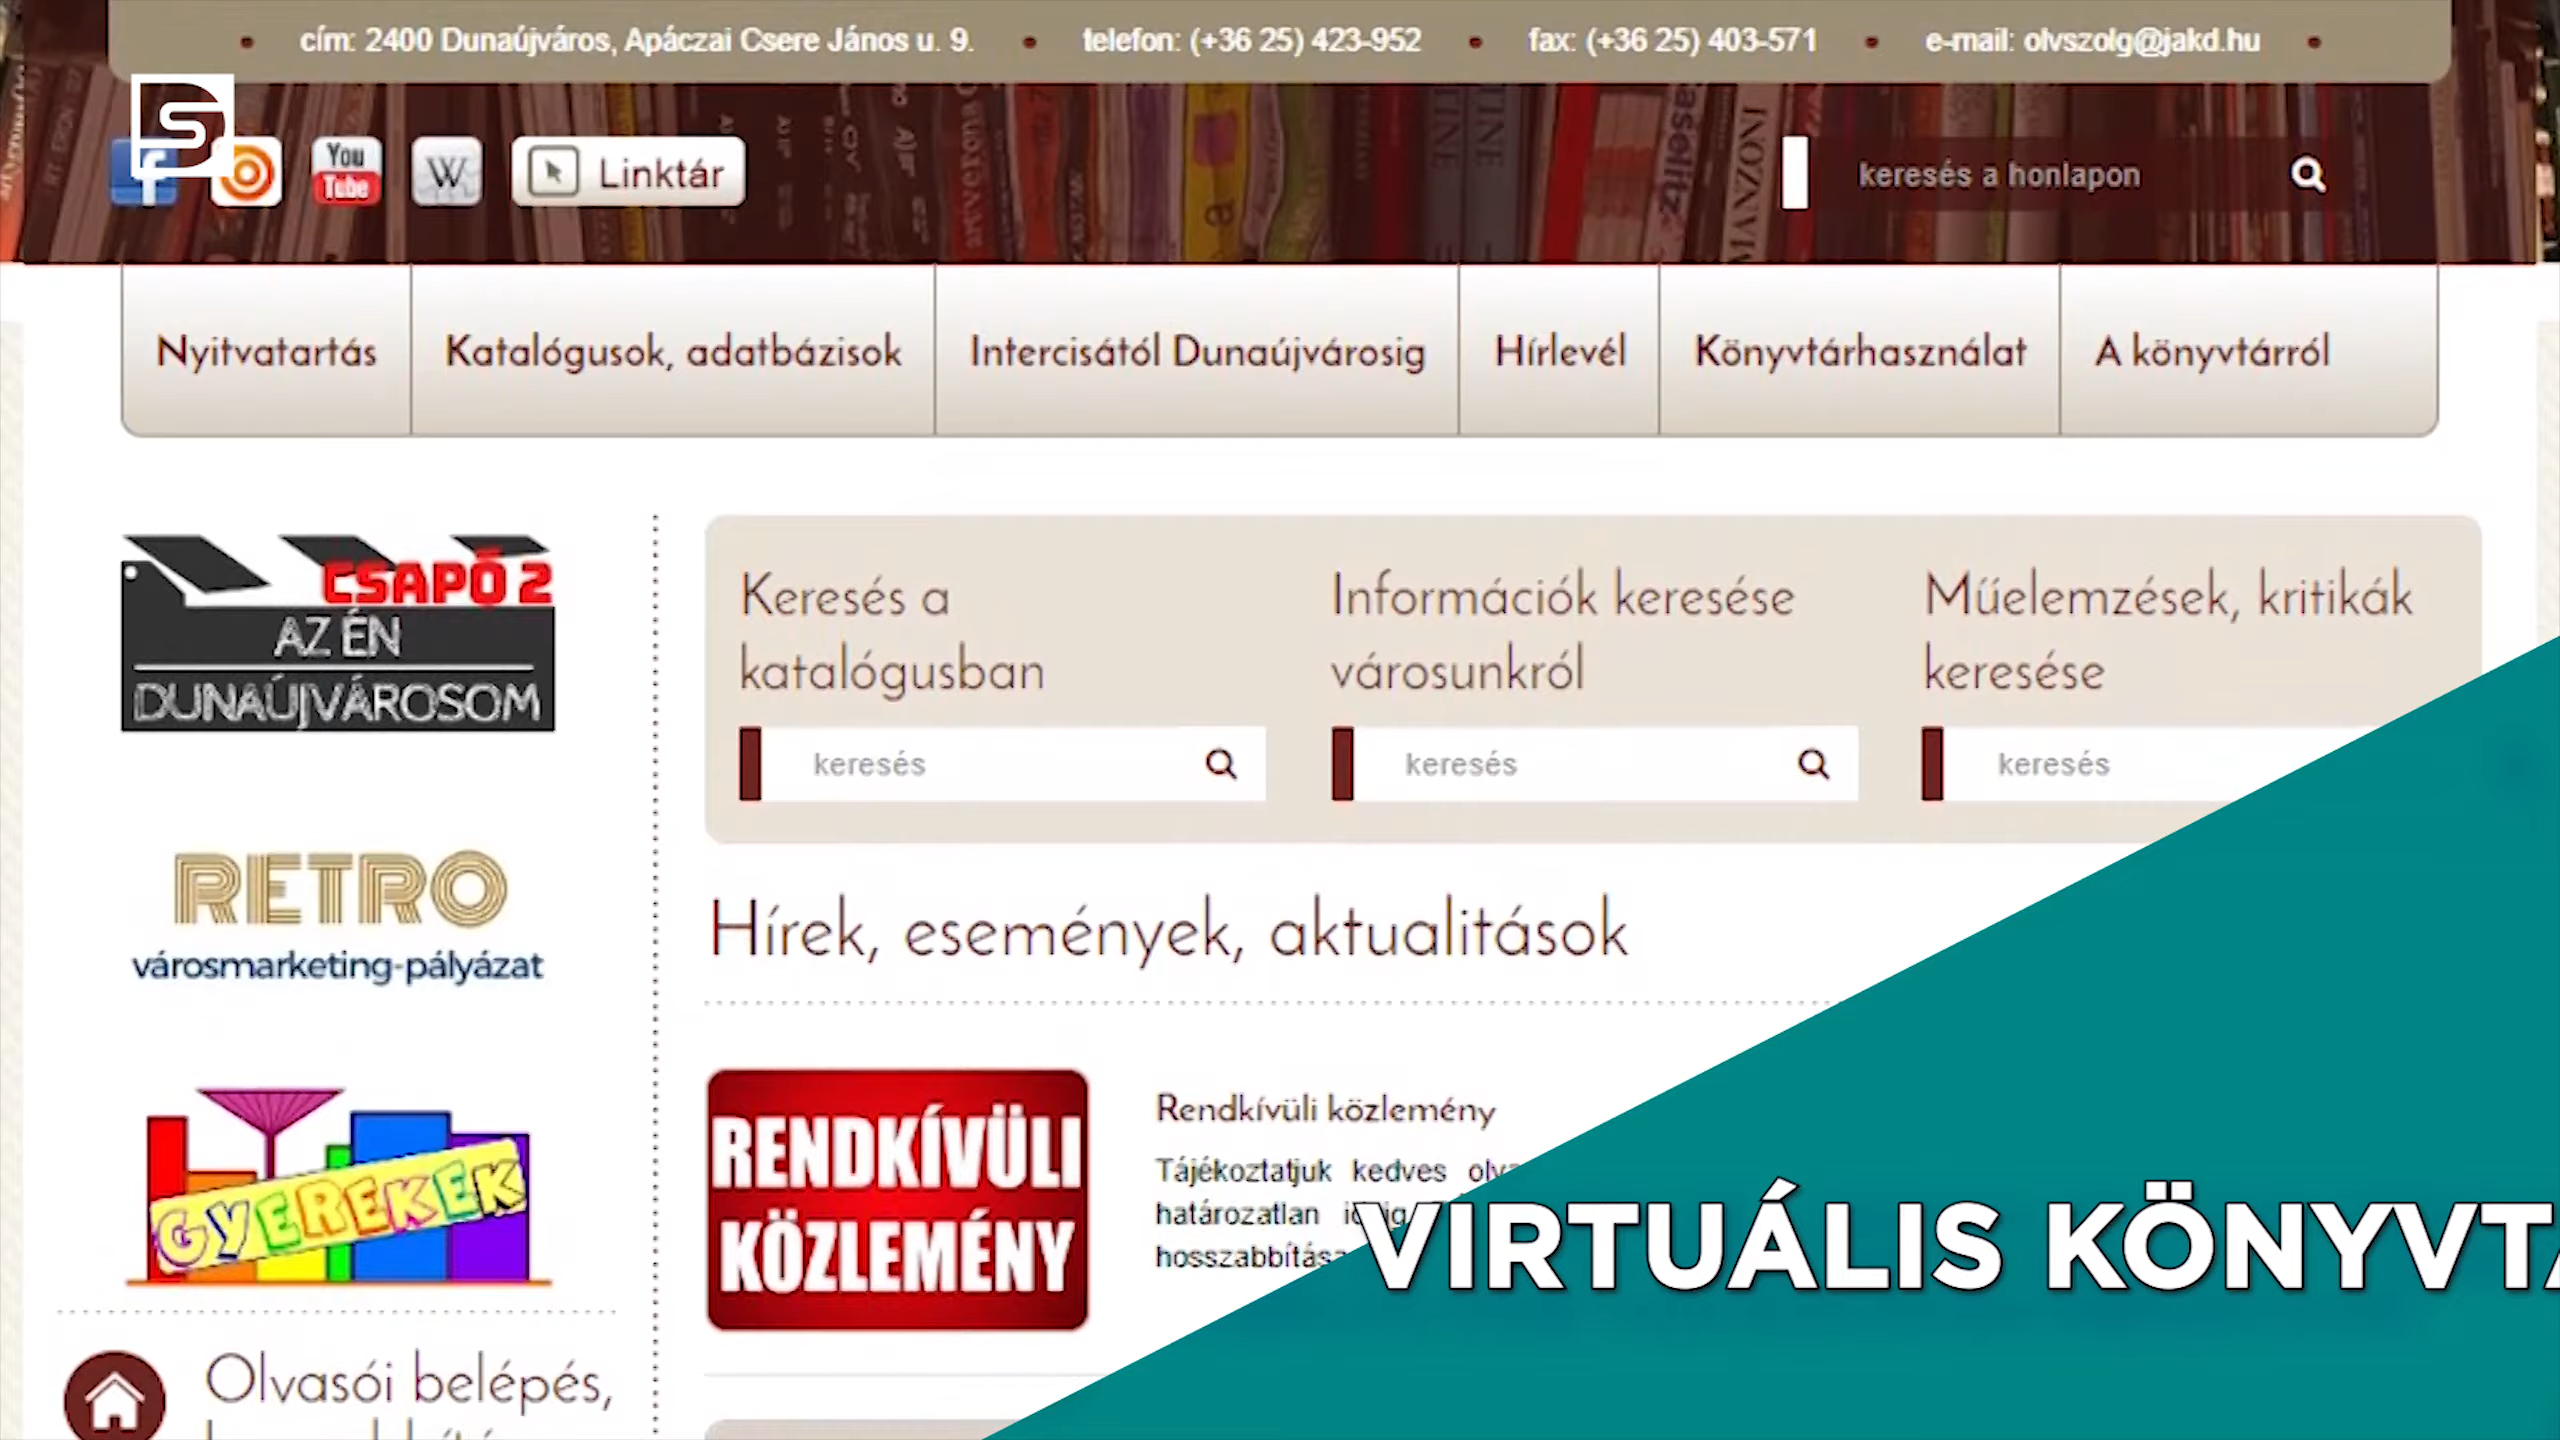 cím: 2400 Dunaújváros, Apáczai Csere János u. 9. • telefon: (+36 25) 423-952 • fax: (+36 25) 403-571 • e-mail: olvszolg@jakd.hu
DS
f
You
Tube
W
Linktár
keresés a honlapon
MANZONI
Nyitvatartás
Katalógusok, adatbázisok
Intercisától Dunaújvárosig
Hírlevél
Könyvtárhasználat
A könyvtárról
CSAPÓ 2
AZ ÉN
DUNAÚJVÁROSOM
RETRO
városmarketing-pályázat
GYEREKEK
Olvasói belépés,
Keresés a
katalógusban
keresés
Információk keresése
városunkról
keresés
Műelemzések, kritikák
keresése
keresés
Hírek, események, aktualitások
RENDKÍVÜLI
KÖZLEMÉNY
Rendkívüli közlemény
Tájékoztatjuk kedves
határozatlan
VIRTUÁLIS KÖNYVTÁ